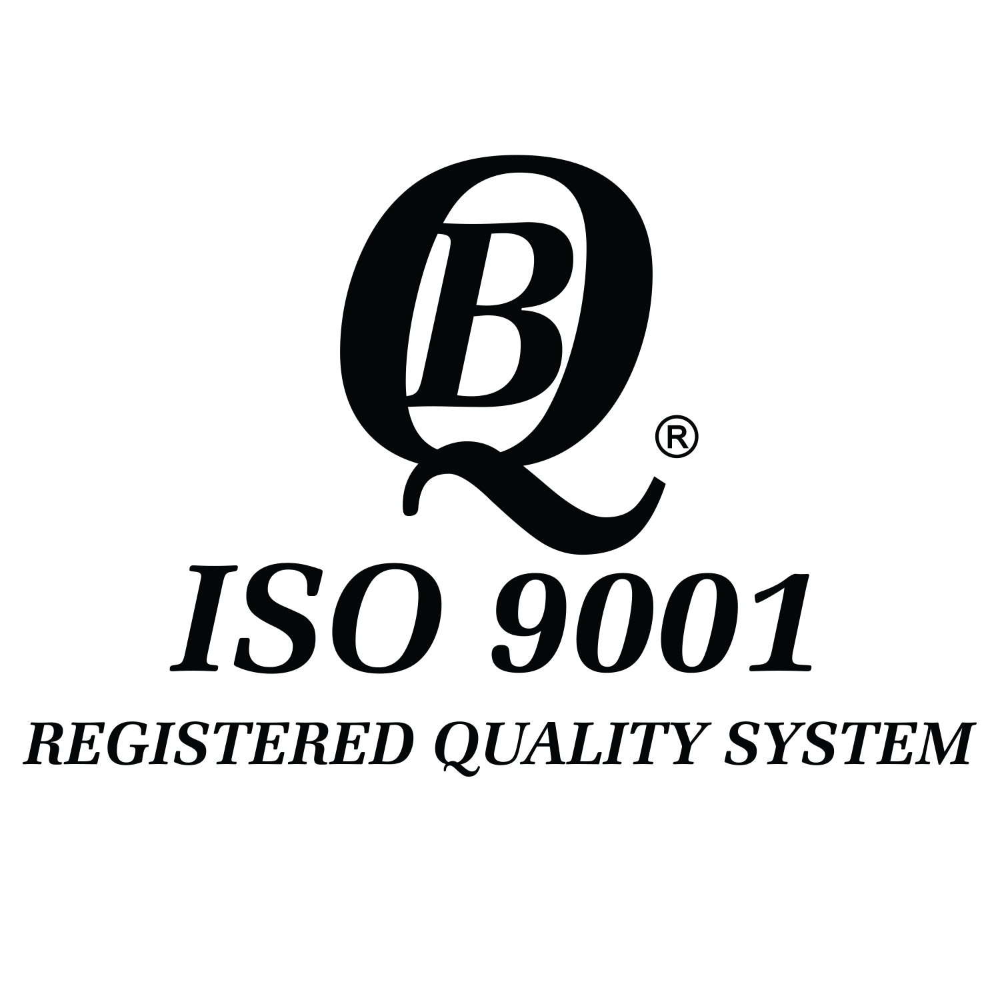 QB
®
ISO 9001
REGISTERED QUALITY SYSTEM